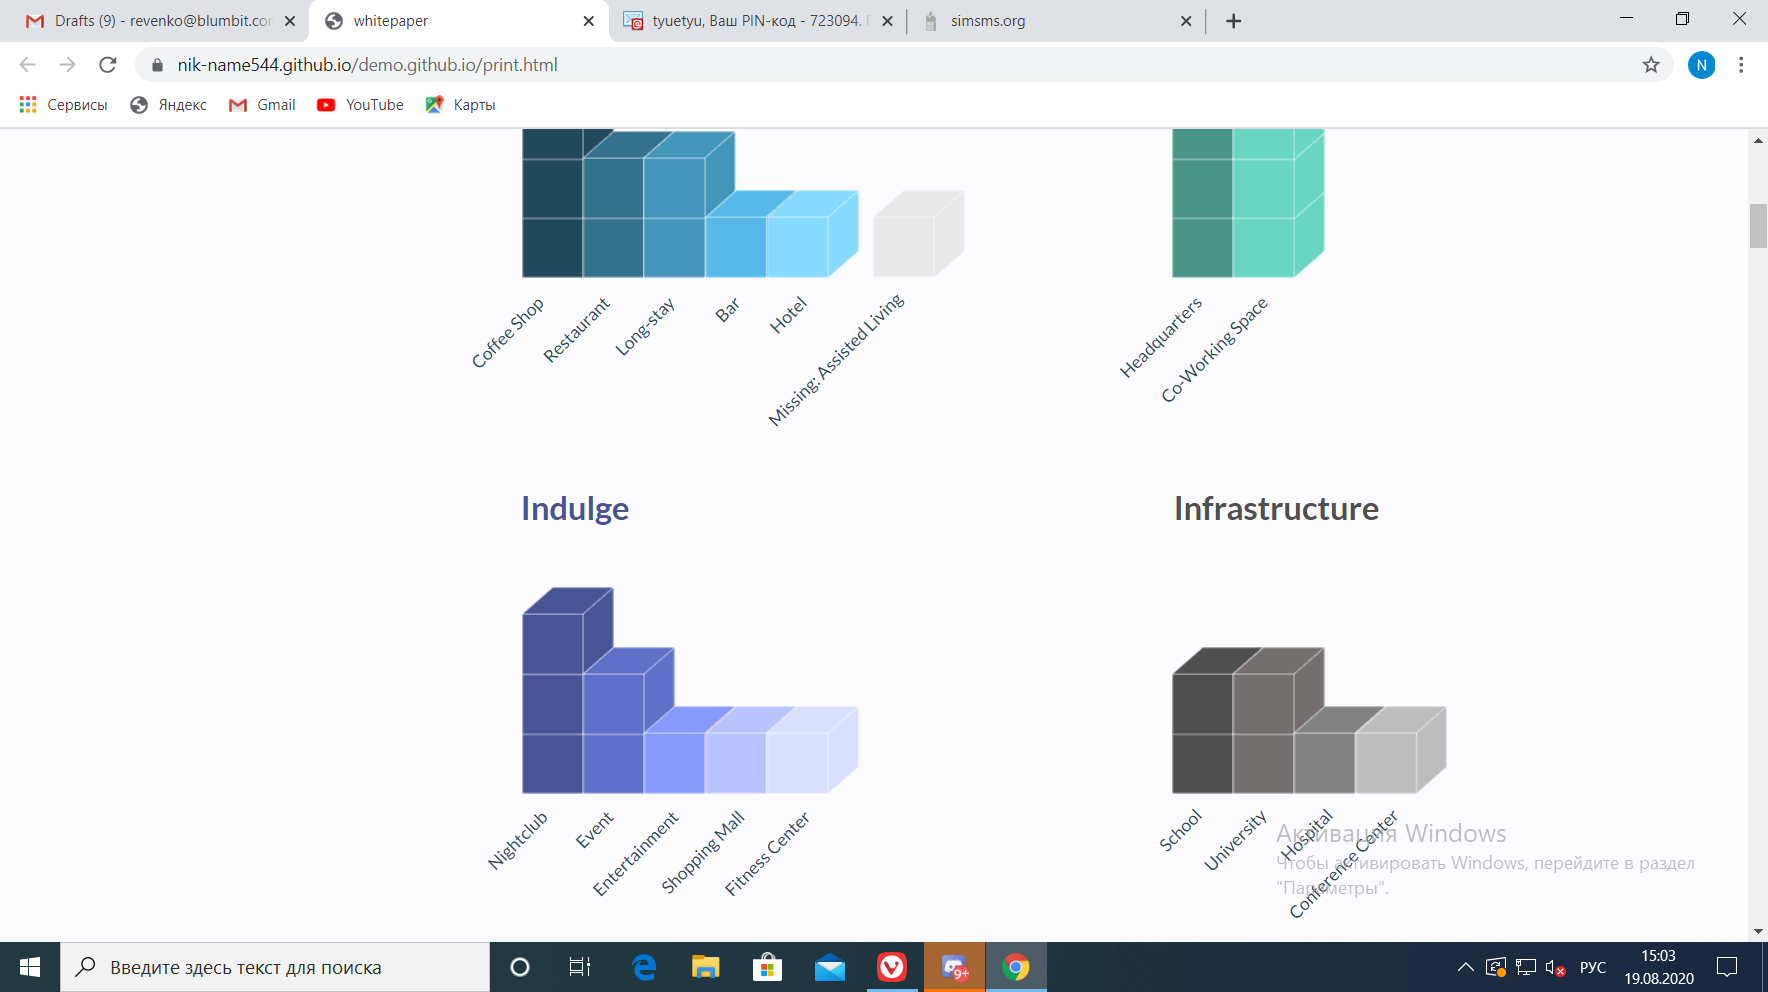 Drafts (9) - revenko@blumbit.con
whitepaper
tyuetyu, Ваш PIN-код - 723094.
simsms.org
nik-name544.github.io/demo.github.io/print.html
N
Сервисы
Яндекс
Gmail
YouTube
Карты
Coffee Shop
Restaurant
Long-stay
Bar
Hotel
Missing: Assisted Living
Headquarters
Co-Working Space
Indulge
Infrastructure
Nightclub
Event
Entertainment
Shopping Mall
Fitness Center
School
University
Hospital
Conference Center
Активация Windows
Чтобы активировать Windows, перейдите в раздел
"Параметры".
Введите здесь текст для поиска
9+
РУС
15:03
19.08.2020